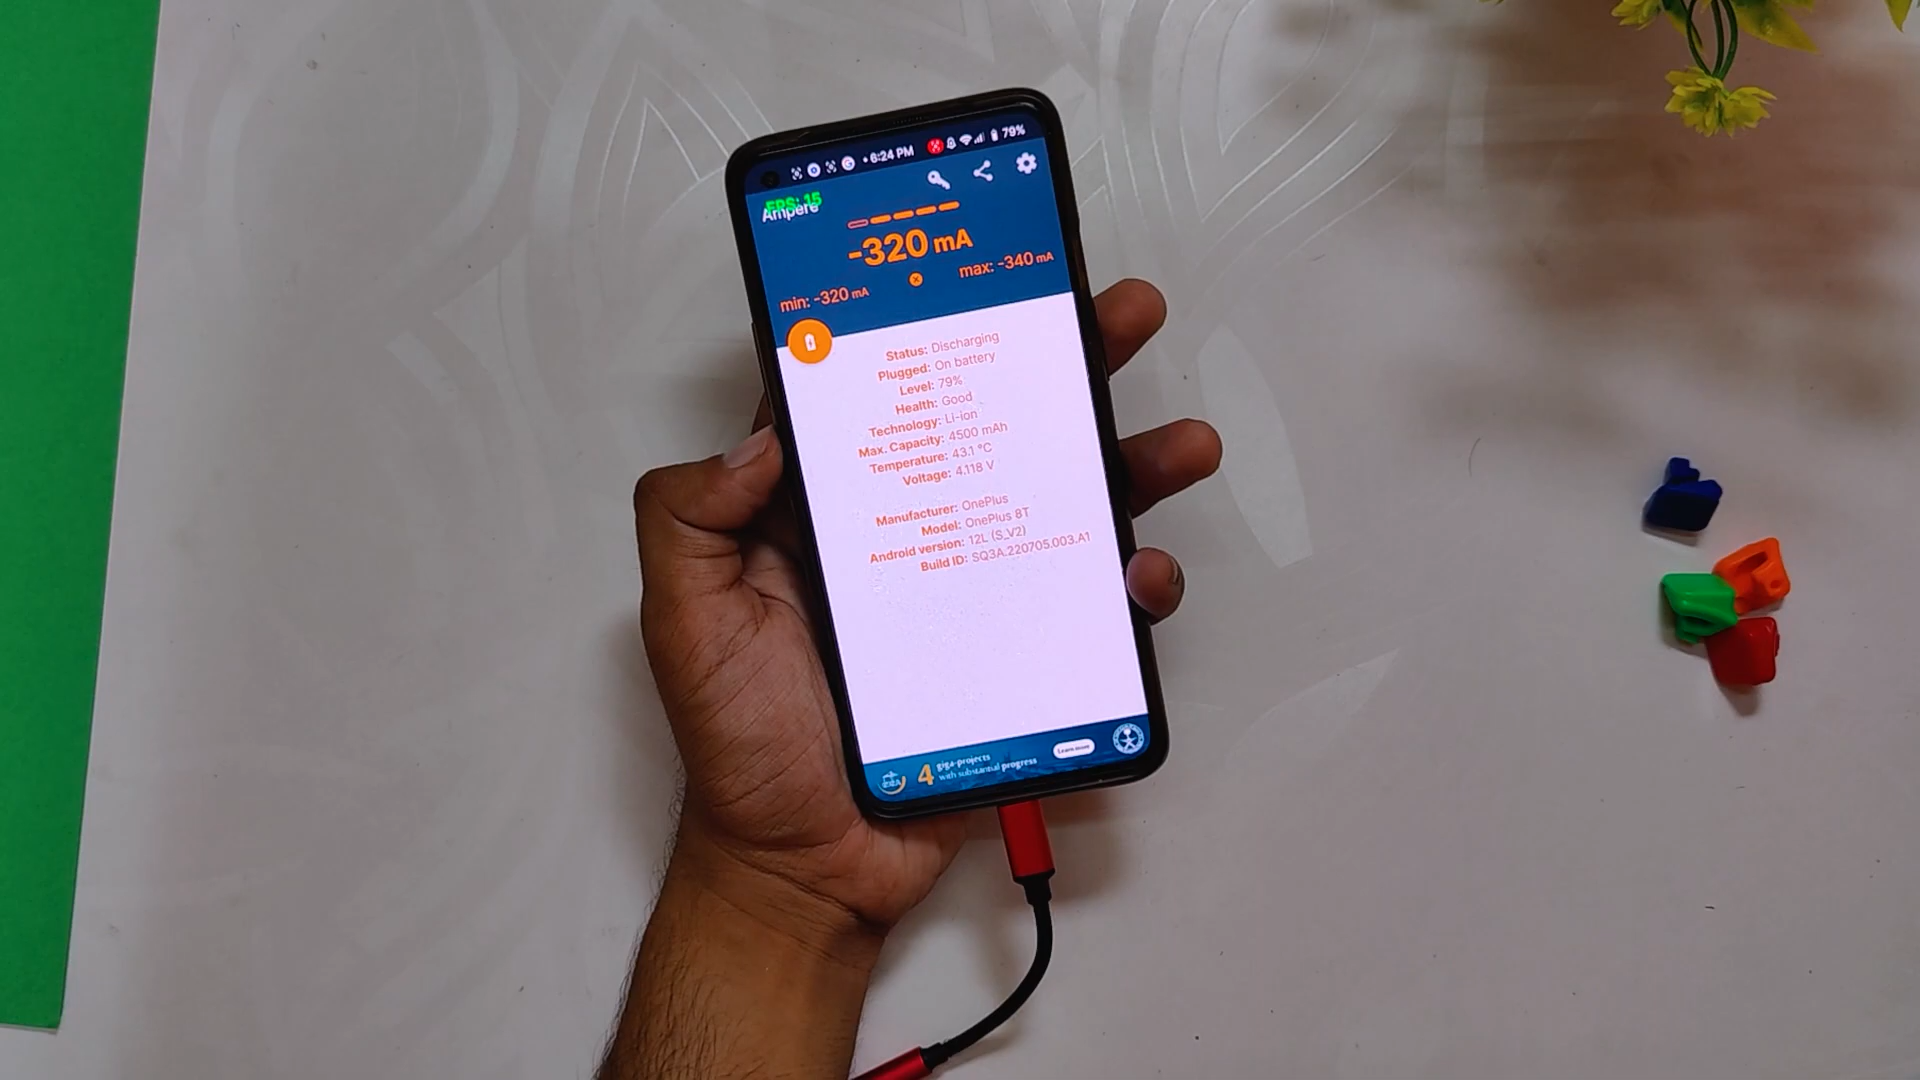 6:24 PM 79%
FPS: 15
Ampere
-320 mA
min: -320 mA
max: -340 mA
Status: Discharging
Plugged: On battery
Level: 79%
Health: Good
Technology: Li-ion
Max. Capacity: 4500 mAh
Temperature: 43.1 °C
Voltage: 4.118 V
Manufacturer: OnePlus
Model: OnePlus 8T
Android version: 12L (S_V2)
Build ID: SQ3A.220705.003.A1
4 giga-projects
with substantial progress
Learn more